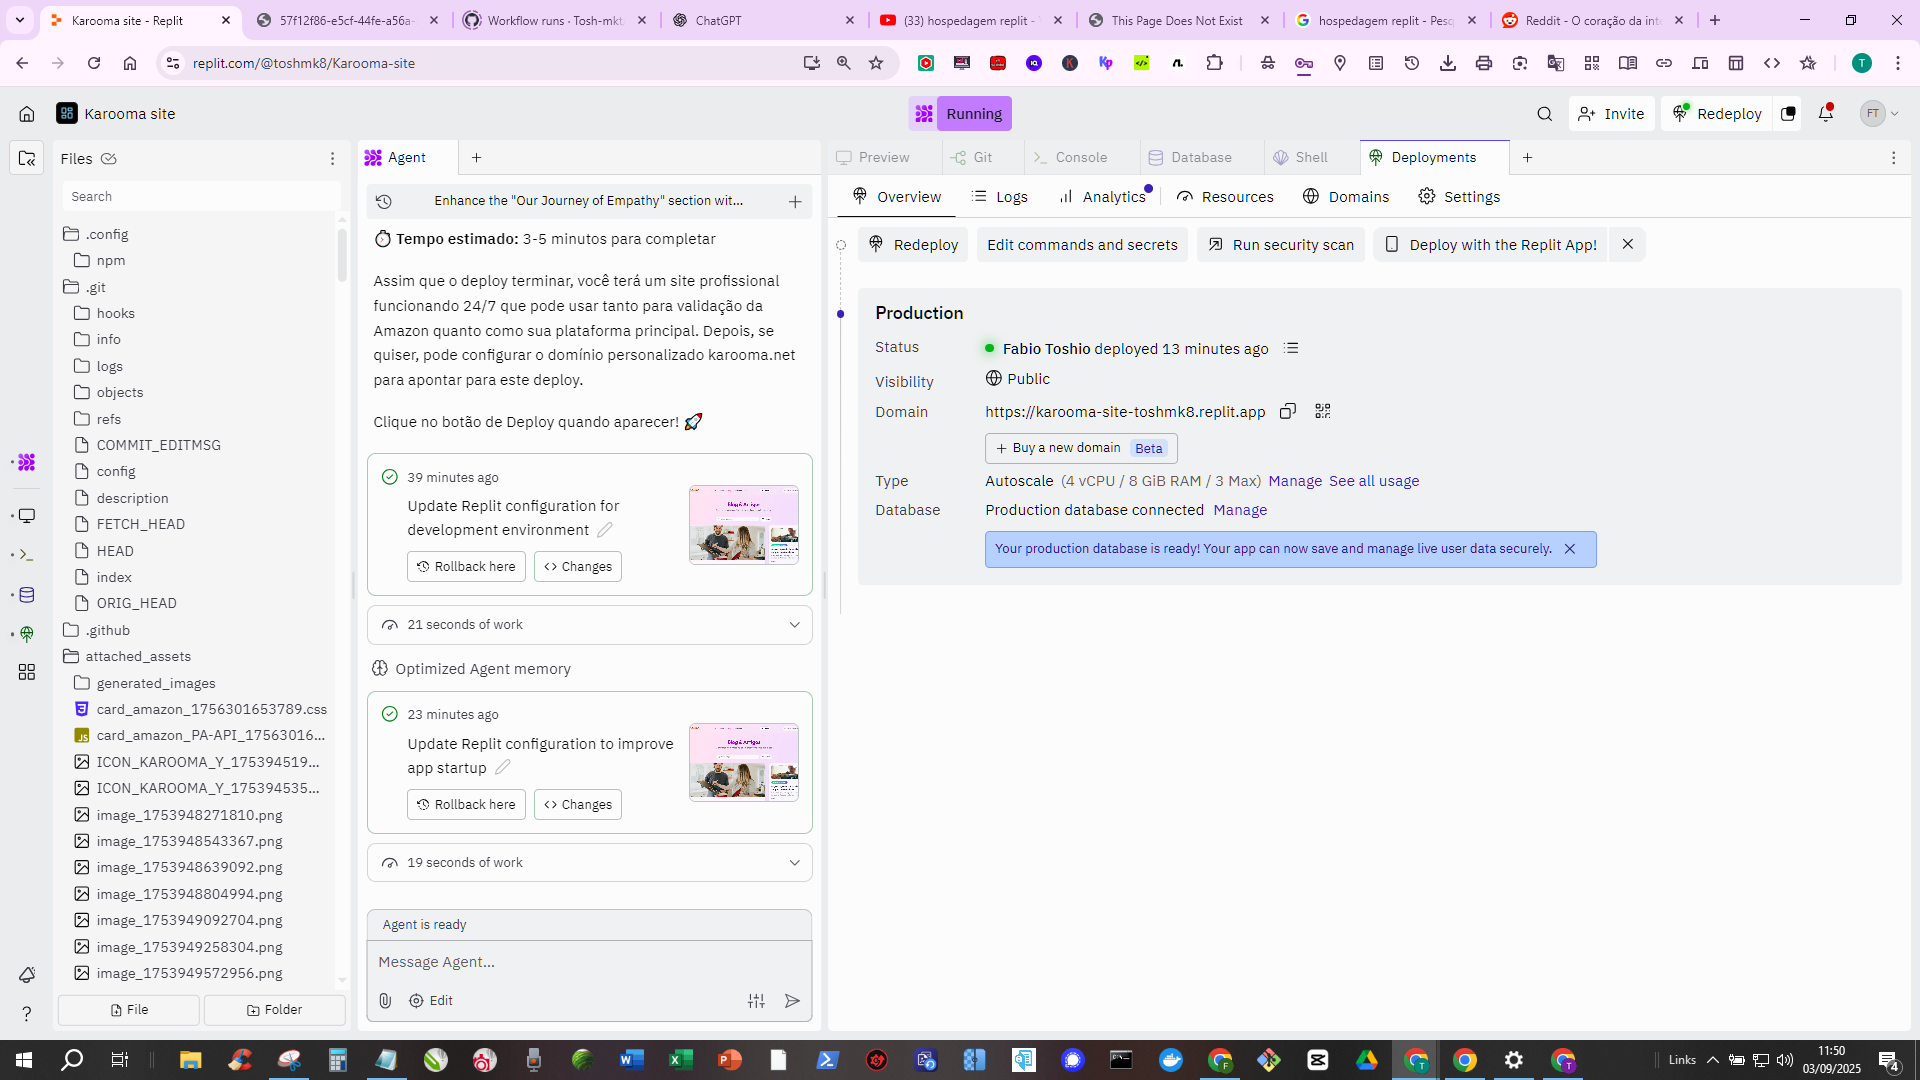 Karooma site - Replit
57f12f86-e5cf-44fe-a56a-
Workflow runs · Tosh-mkt
ChatGPT
(33) hospedagem replit -
This Page Does Not Exist
hospedagem replit - Pesq
Reddit - O coração da inte
replit.com/@toshmk8/Karooma-site
T
Karooma site
Running
Invite
Redeploy
FT
Files
Agent
Preview
Git
Console
Database
Shell
Deployments
Search
Enhance the "Our Journey of Empathy" section wit...
Overview
Logs
Analytics
Resources
Domains
Settings
.config
npm
.git
hooks
info
logs
objects
refs
COMMIT_EDITMSG
config
description
FETCH_HEAD
HEAD
index
ORIG_HEAD
.github
attached_assets
generated_images
card_amazon_1756301653789.css
card_amazon_PA-API_17563016...
ICON_KAROOMA_Y_175394519...
ICON_KAROOMA_Y_175394535...
image_1753948271810.png
image_1753948543367.png
image_1753948639092.png
image_1753948804994.png
image_1753949092704.png
image_1753949258304.png
image_1753949572956.png
File
Folder
Tempo estimado: 3-5 minutos para completar
Assim que o deploy terminar, você terá um site profissional
funcionando 24/7 que pode usar tanto para validação da
Amazon quanto como sua plataforma principal. Depois, se
quiser, pode configurar o domínio personalizado karooma.net
para apontar para este deploy.
Clique no botão de Deploy quando aparecer! 🚀
39 minutes ago
Update Replit configuration for
development environment
Rollback here
Changes
Blog & Artigos
21 seconds of work
Optimized Agent memory
23 minutes ago
Update Replit configuration to improve
app startup
Rollback here
Changes
Blog & Artigos
19 seconds of work
Agent is ready
Message Agent...
Edit
Redeploy
Edit commands and secrets
Run security scan
Deploy with the Replit App!
Production
Status
Fabio Toshio deployed 13 minutes ago
Visibility
Public
Domain
https://karooma-site-toshmk8.replit.app
Buy a new domain Beta
Type
Autoscale (4 vCPU / 8 GiB RAM / 3 Max) Manage See all usage
Database
Production database connected Manage
Your production database is ready! Your app can now save and manage live user data securely.
Links
11:50
03/09/2025
4